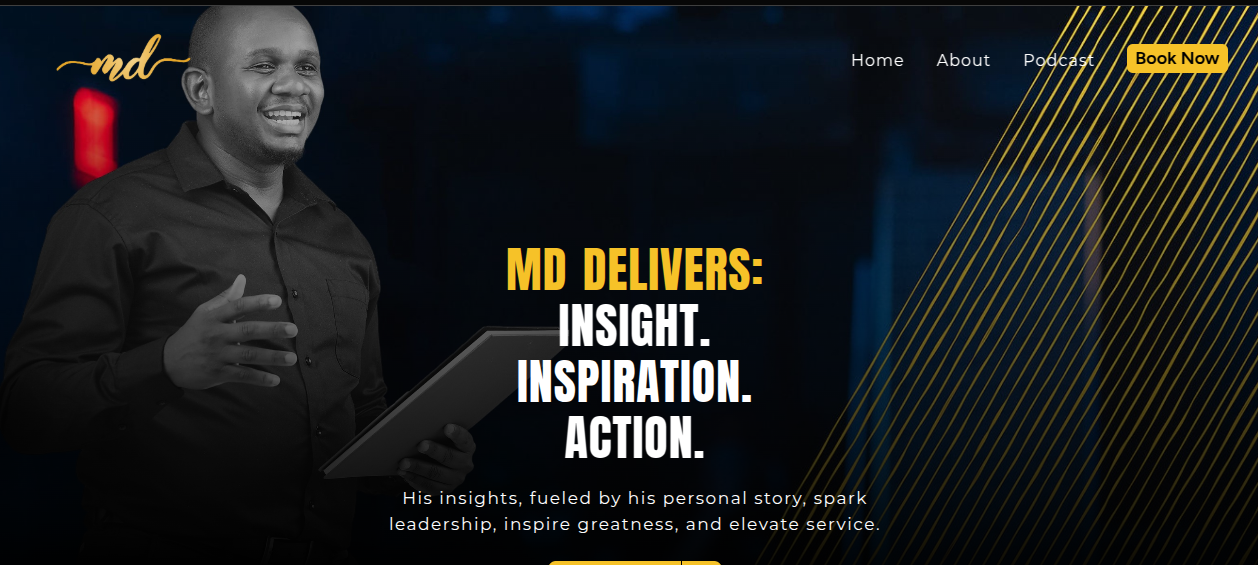 md
Home About Podcast Book Now
MD DELIVERS:
INSIGHT.
INSPIRATION.
ACTION.
His insights, fueled by his personal story, spark
leadership, inspire greatness, and elevate service.